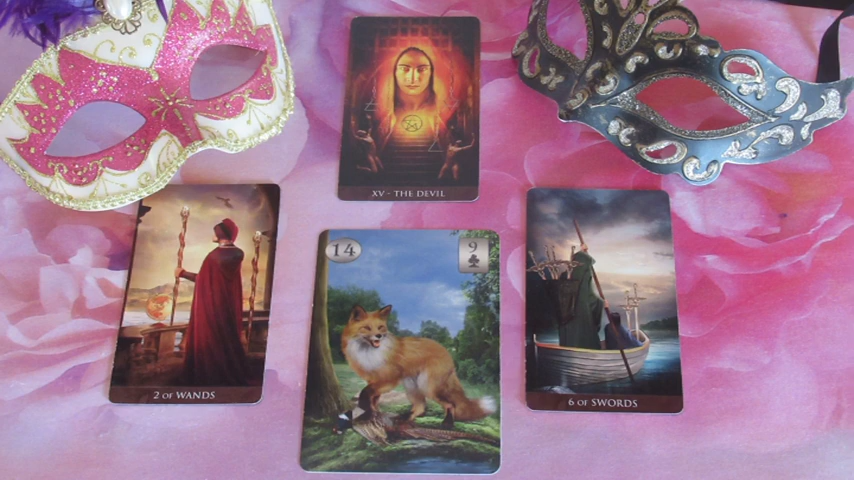 XV - THE DEVIL
2 OF WANDS
14
9
6 OF SWORDS